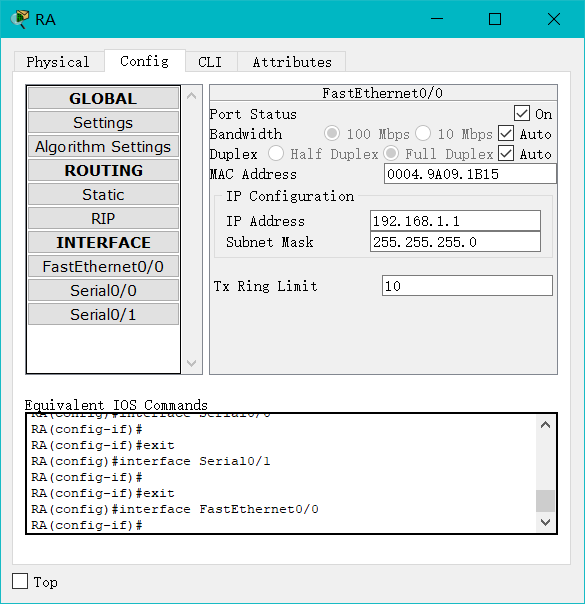 RA
Physical Config CLI Attributes
GLOBAL
Settings
Algorithm Settings
ROUTING
Static
RIP
INTERFACE
FastEthernet0/0
Serial0/0
Serial0/1
FastEthernet0/0
Port Status On
Bandwidth 100 Mbps 10 Mbps Auto
Duplex Half Duplex Full Duplex Auto
MAC Address 0004.9A09.1B15
IP Configuration
IP Address 192.168.1.1
Subnet Mask 255.255.255.0
Tx Ring Limit 10
Equivalent IOS Commands
RA(config)#interface Serial0/0
RA(config-if)#
RA(config-if)#exit
RA(config)#interface Serial0/1
RA(config-if)#
RA(config-if)#exit
RA(config)#interface FastEthernet0/0
RA(config-if)#
Top